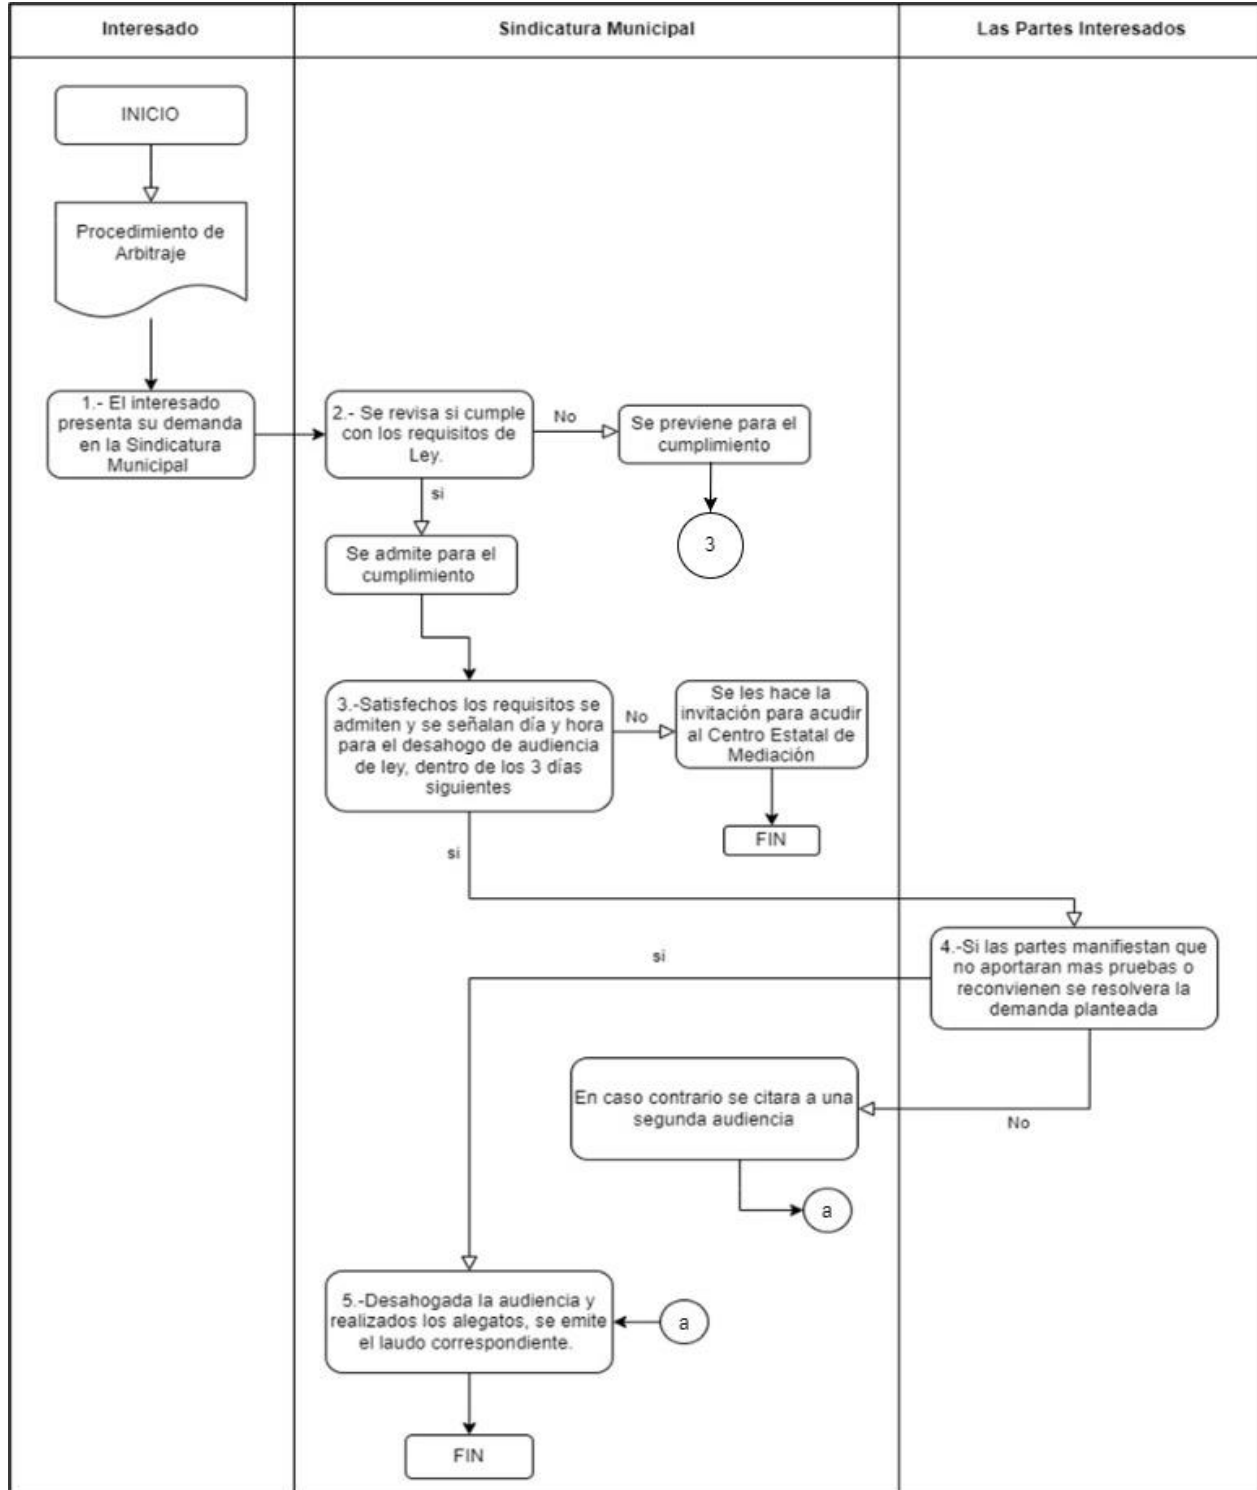 Interesado
Sindicatura Municipal
Las Partes Interesados
INICIO
Procedimiento de
Arbitraje
1.- El interesado
presenta su demanda
en la Sindicatura
Municipal
2.- Se revisa si cumple
con los requisitos de
Ley.
No
Se previene para el
cumplimiento
3
si
Se admite para el
cumplimiento
3.-Satisfechos los requisitos se
admiten y se señalan día y hora
para el desahogo de audiencia
de ley, dentro de los 3 días
siguientes
No
Se les hace la
invitación para acudir
al Centro Estatal de
Mediación
FIN
si
4.-Si las partes manifiestan que
no aportaran mas pruebas o
reconvienen se resolvera la
demanda planteada
si
No
En caso contrario se citara a una
segunda audiencia
a
5.-Desahogada la audiencia y
realizados los alegatos, se emite
el laudo correspondiente.
a
FIN